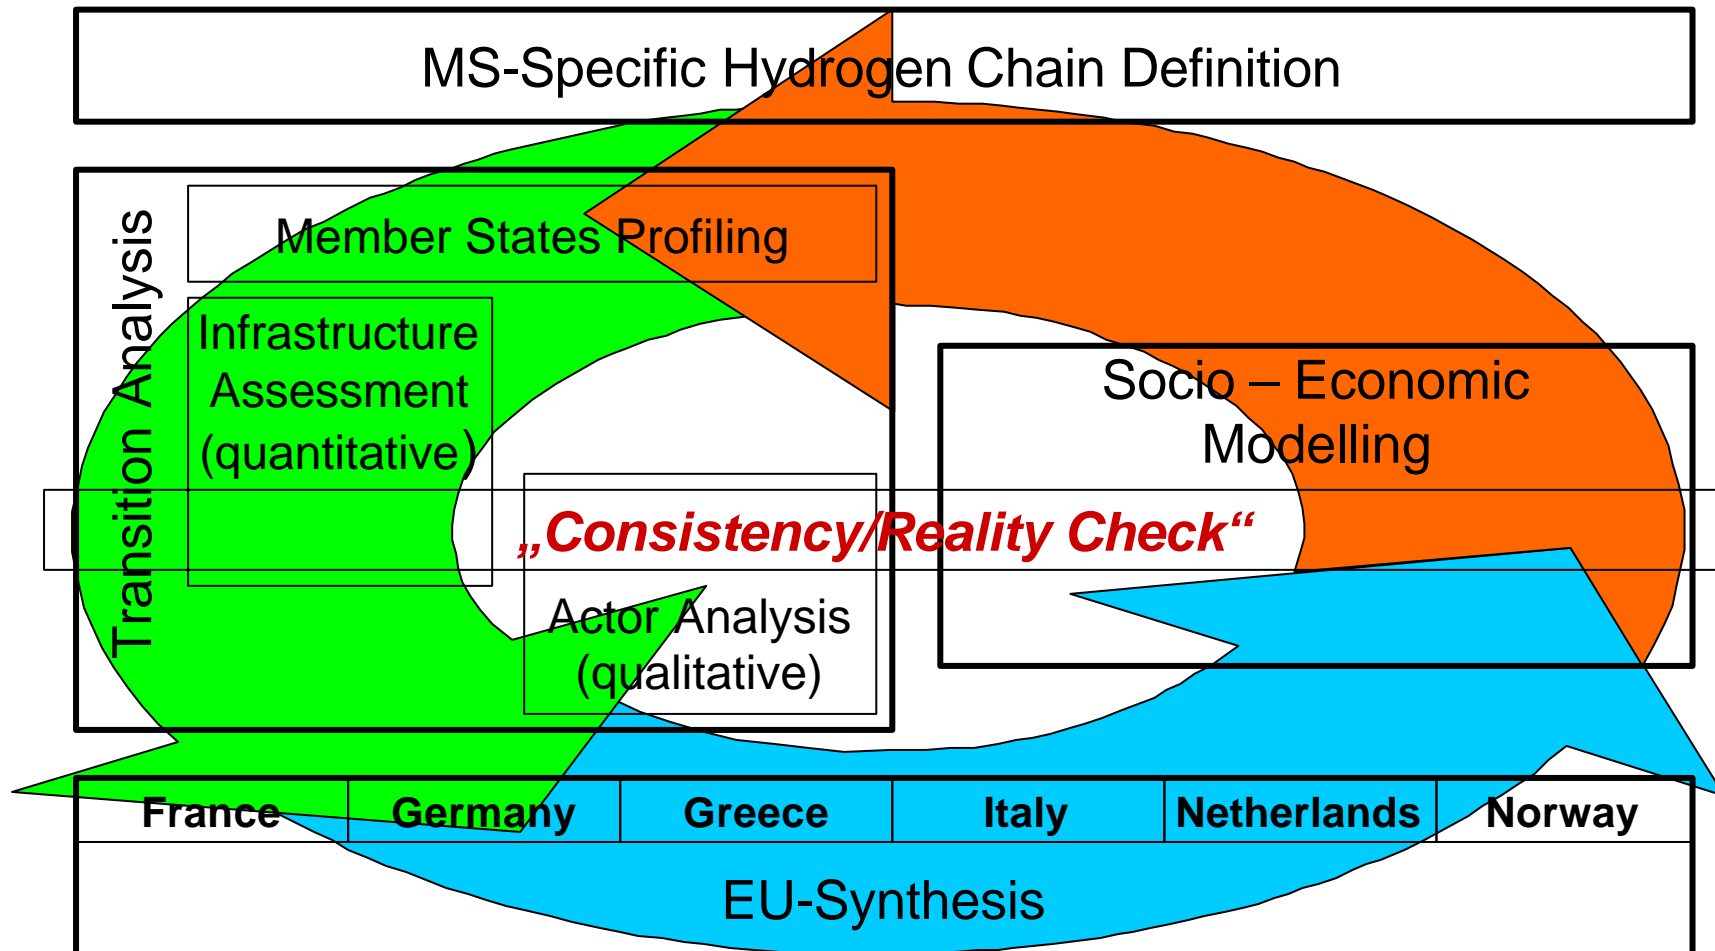 MS-Specific Hydrogen Chain Definition
Transition Analysis
Member States Profiling
Infrastructure
Assessment
(quantitative)
Socio – Economic
Modelling
„Consistency/Reality Check“
Actor Analysis
(qualitative)
France Germany Greece Italy Netherlands Norway
EU-Synthesis